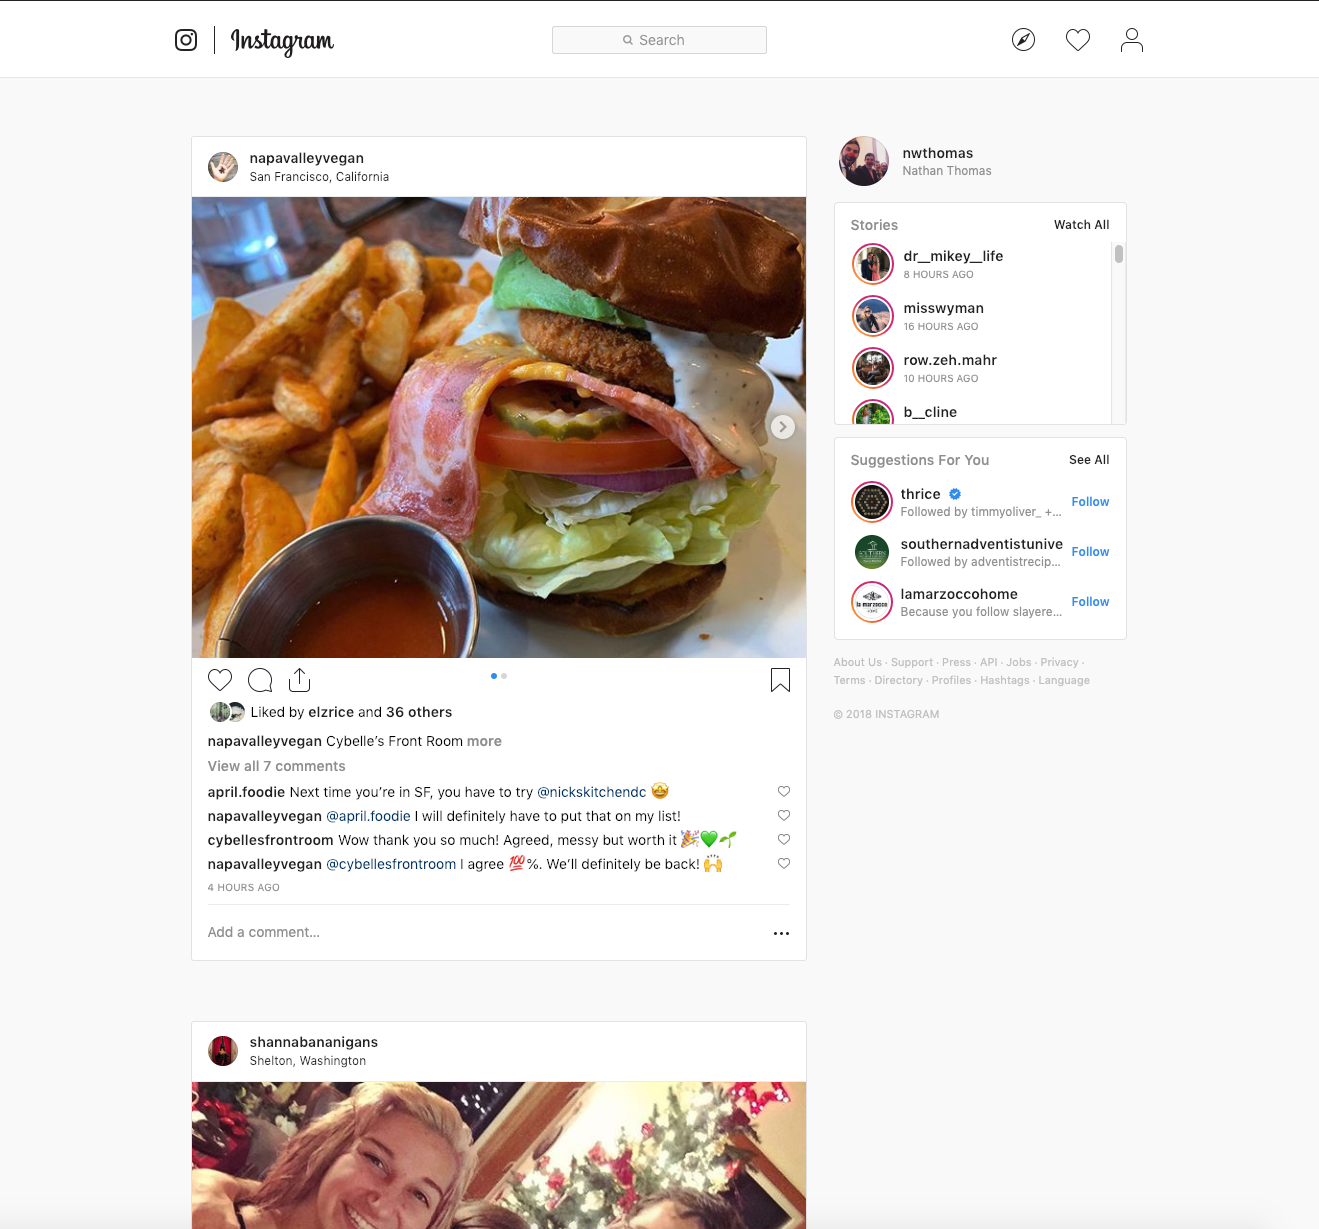 Instagram
Search
napavalleyvegan
San Francisco, California
Liked by elzrice and 36 others
napavalleyvegan Cybelle’s Front Room more
View all 7 comments
april.foodie Next time you’re in SF, you have to try @nickskitchendc 🤩
napavalleyvegan @april.foodie I will definitely have to put that on my list!
cybellesfrontroom Wow thank you so much! Agreed, messy but worth it 🎉💚🌱
napavalleyvegan @cybellesfrontroom I agree 💯%. We’ll definitely be back! 🙌
4 HOURS AGO
Add a comment...
shannabananigans
Shelton, Washington
nwthomas
Nathan Thomas
Stories Watch All
dr__mikey__life
8 HOURS AGO
misswyman
16 HOURS AGO
row.zeh.mahr
10 HOURS AGO
b__cline
Suggestions For You See All
thrice
Followed by timmyoliver_ +...
Follow
southernadventistunive
Followed by adventistrecip...
Follow
la marzocco
lamarzoccohome
Because you follow slayere...
Follow
About Us · Support · Press · API · Jobs · Privacy ·
Terms · Directory · Profiles · Hashtags · Language
© 2018 INSTAGRAM